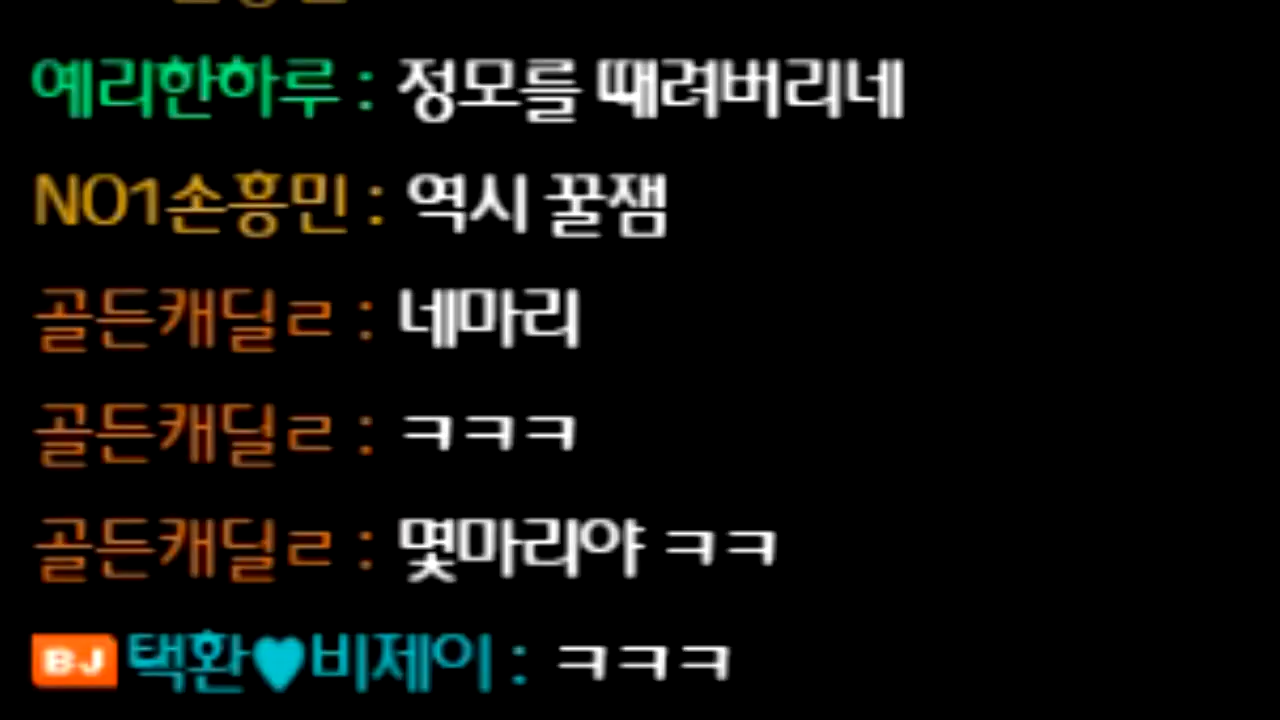 예리한하루 : 정모를 때려버리네
NO1손흥민 : 역시 꿀잼
골든캐딜ㄹ : 네마리
골든캐딜ㄹ : ㅋㅋㅋ
골든캐딜ㄹ : 몇마리야 ㅋㅋ
BJ 택환♥비제이 : ㅋㅋㅋ